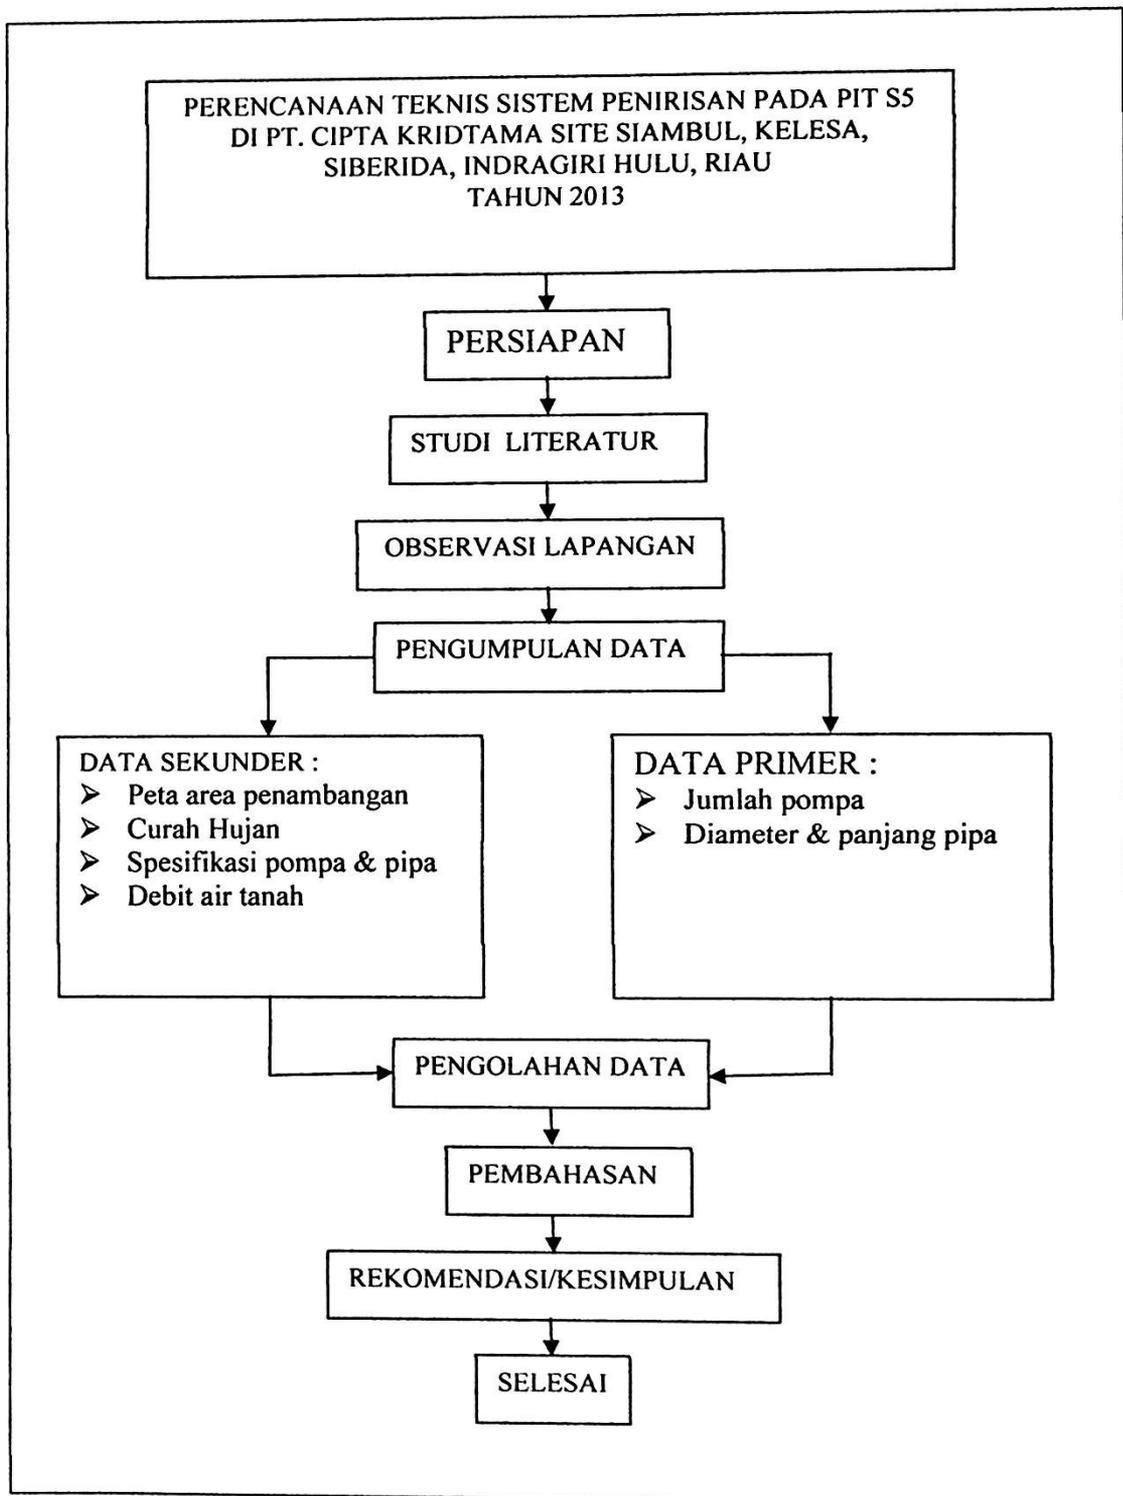 PERENCANAAN TEKNIS SISTEM PENIRISAN PADA PIT S5
DI PT. CIPTA KRIDTAMA SITE SIAMBUL, KELESA,
SIBERIDA, INDRAGIRI HULU, RIAU
TAHUN 2013
PERSIAPAN
STUDI LITERATUR
OBSERVASI LAPANGAN
PENGUMPULAN DATA
DATA SEKUNDER :
➢ Peta area penambangan
➢ Curah Hujan
➢ Spesifikasi pompa & pipa
➢ Debit air tanah
DATA PRIMER :
➢ Jumlah pompa
➢ Diameter & panjang pipa
PENGOLAHAN DATA
PEMBAHASAN
REKOMENDASI/KESIMPULAN
SELESAI